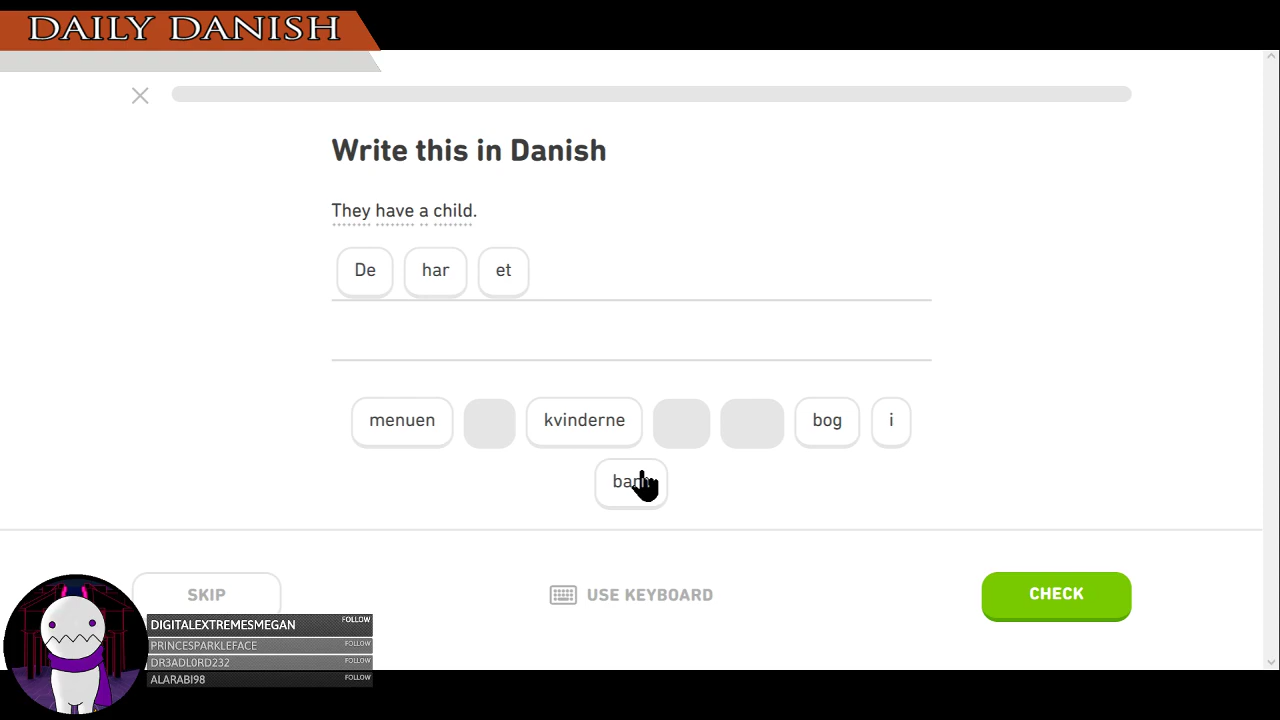 DAILY DANISH
Write this in Danish
They have a child.
De har et
menuen kvinderne bog i
SKIP USE KEYBOARD CHECK
DIGITALEXTREMESMEGAN FOLLOW
PRINCESPARKLEFACE FOLLOW
DR3ADL0RD232 FOLLOW
ALARABI98 FOLLOW